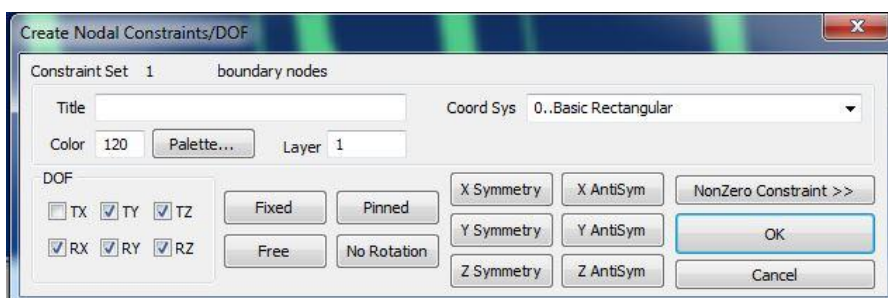 Create Nodal Constraints/DOF
Constraint Set 1 boundary nodes
Title
Coord Sys 0..Basic Rectangular
Color 120 Palette... Layer 1
DOF
TX TY TZ
RX RY RZ
Fixed Pinned
Free No Rotation
X Symmetry X AntiSym
Y Symmetry Y AntiSym
Z Symmetry Z AntiSym
NonZero Constraint >>
OK
Cancel